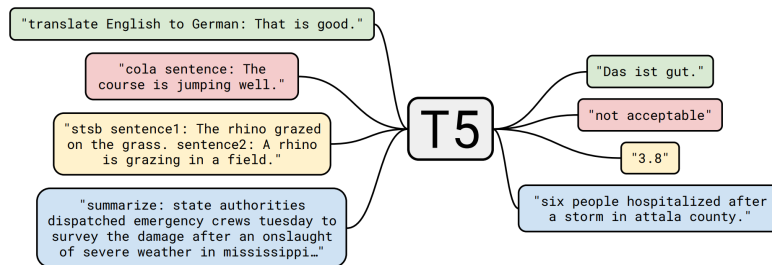 "translate English to German: That is good."
"cola sentence: The
course is jumping well."
"stsb sentence1: The rhino grazed
on the grass. sentence2: A rhino
is grazing in a field."
"summarize: state authorities
dispatched emergency crews tuesday to
survey the damage after an onslaught
of severe weather in mississippi…"
T5
"Das ist gut."
"not acceptable"
"3.8"
"six people hospitalized after
a storm in attala county."